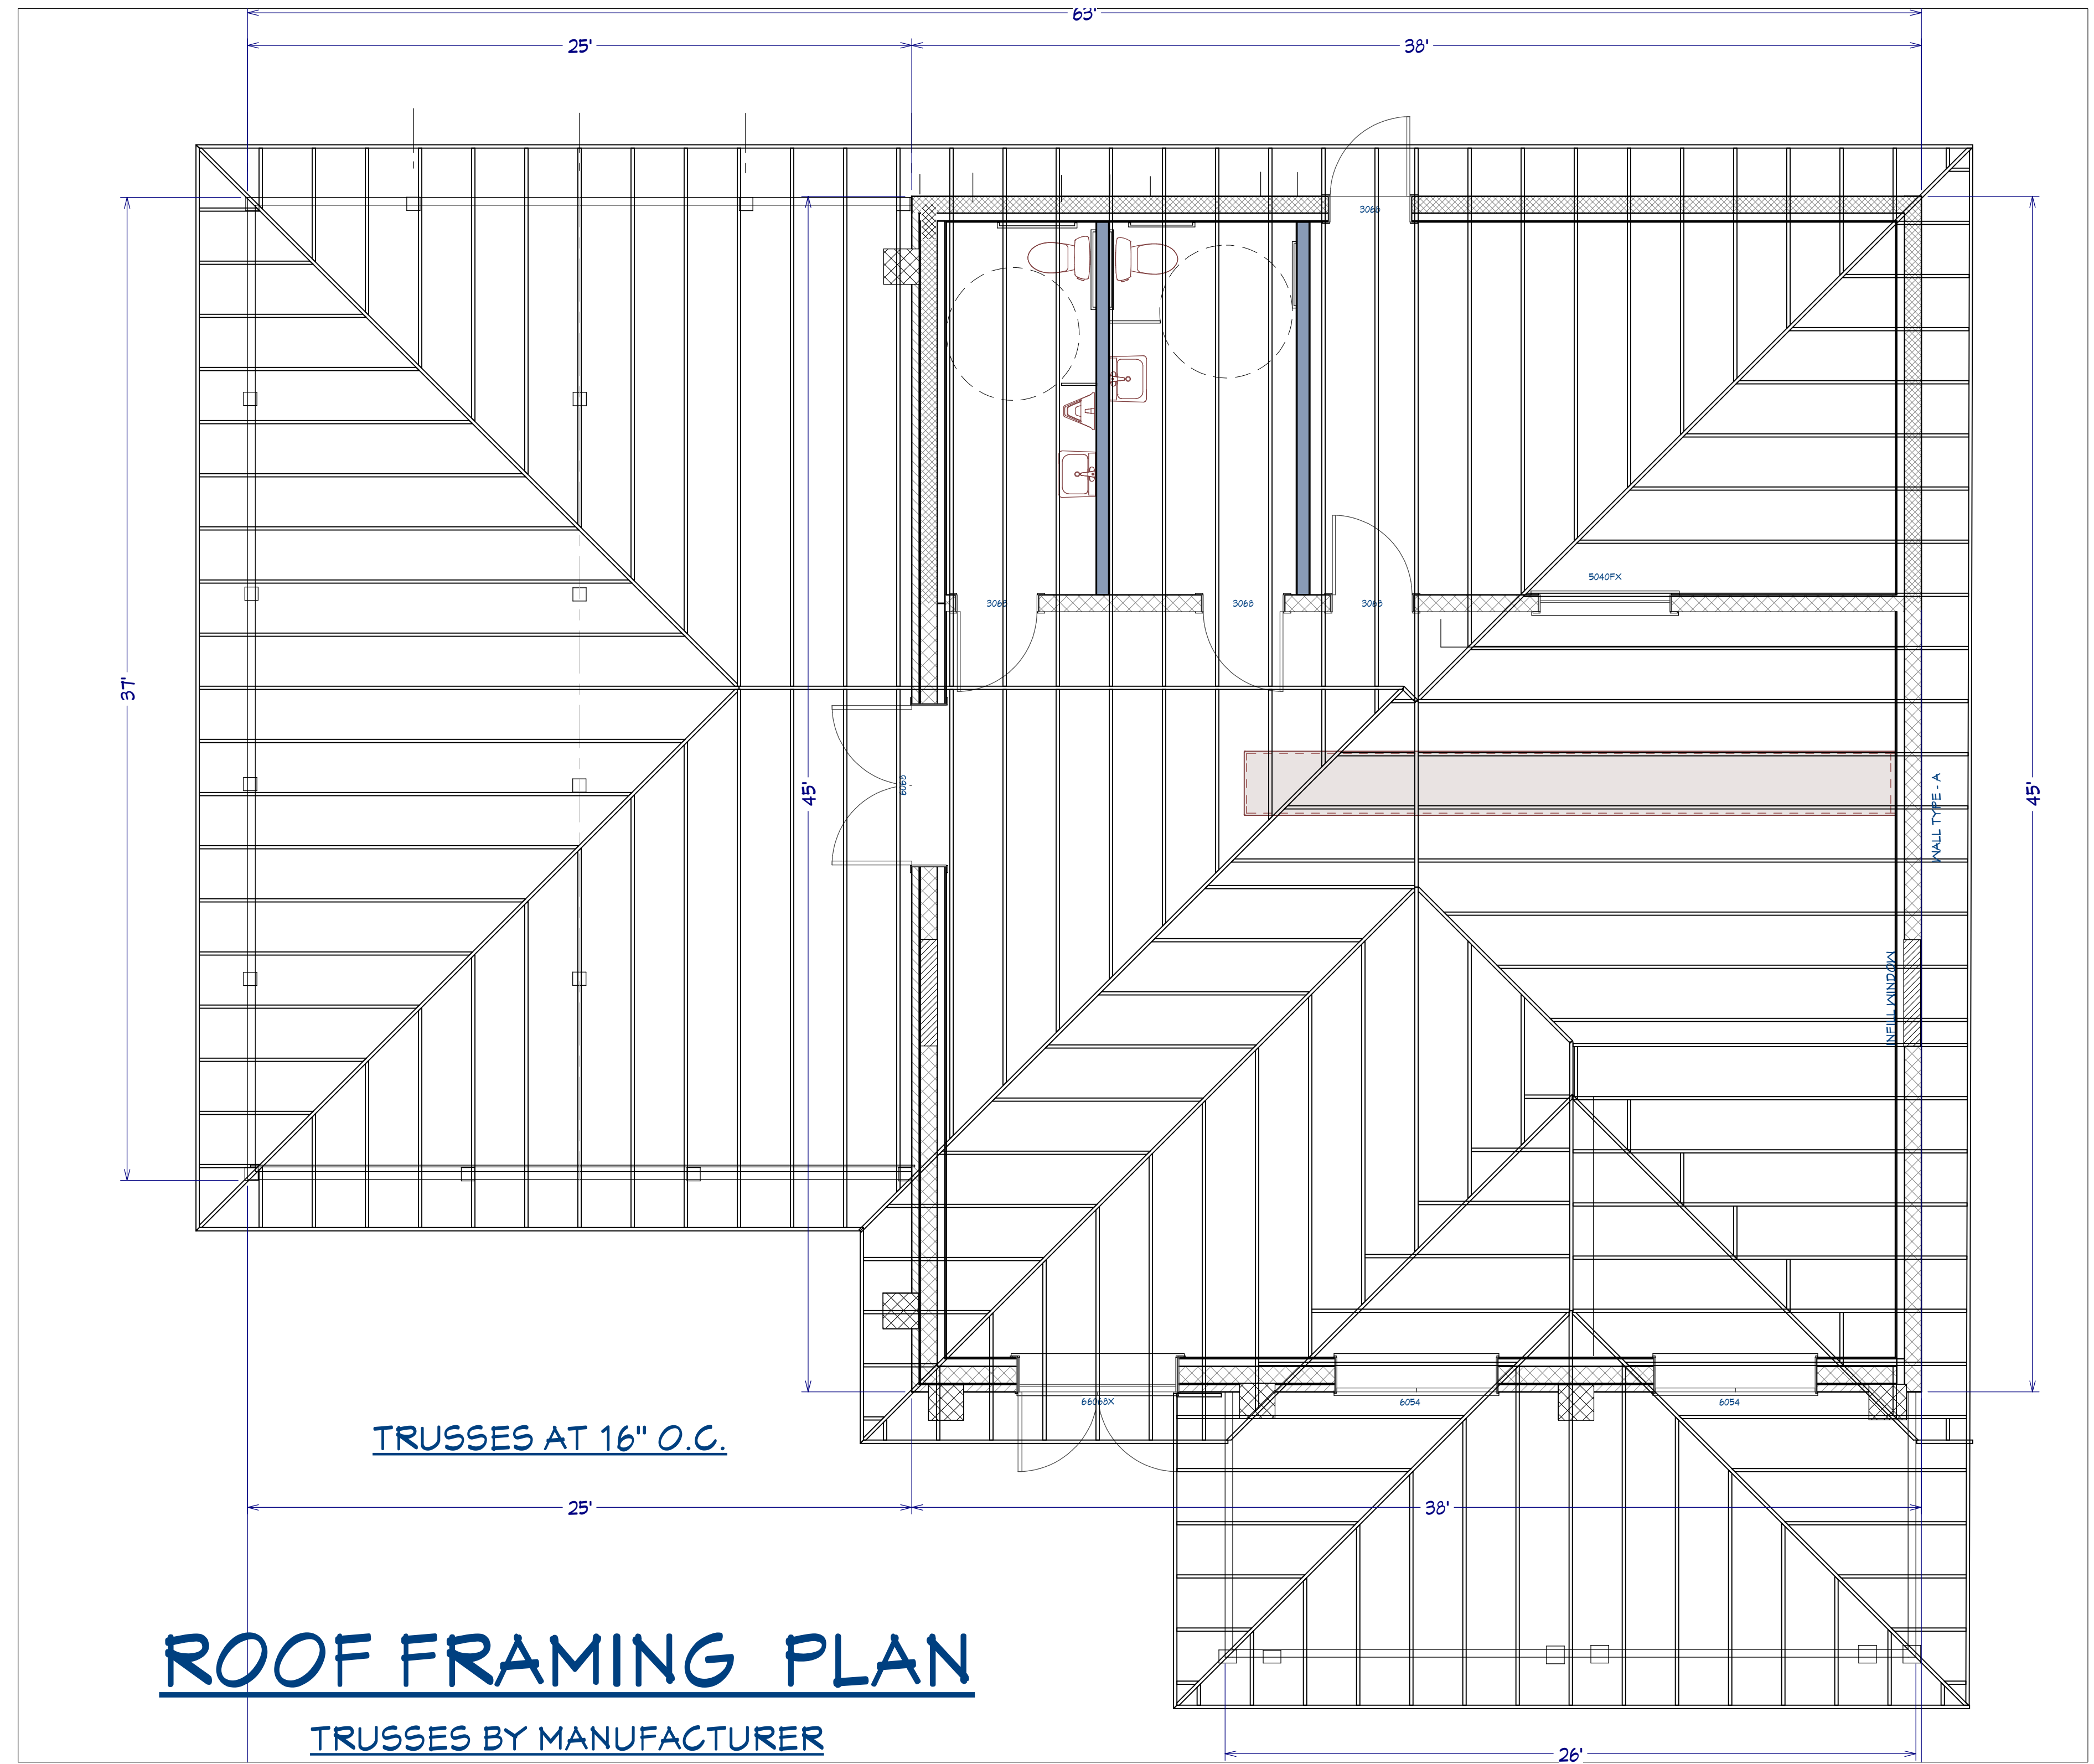 63'
25'
38'
3068
5040FX
3068
3068
3068
37'
45'
6068
45'
WALL TYPE - A
INFILL WINDOW
66068X
6054
6054
TRUSSES AT 16" O.C.
25'
38'
ROOF FRAMING PLAN
TRUSSES BY MANUFACTURER
26'